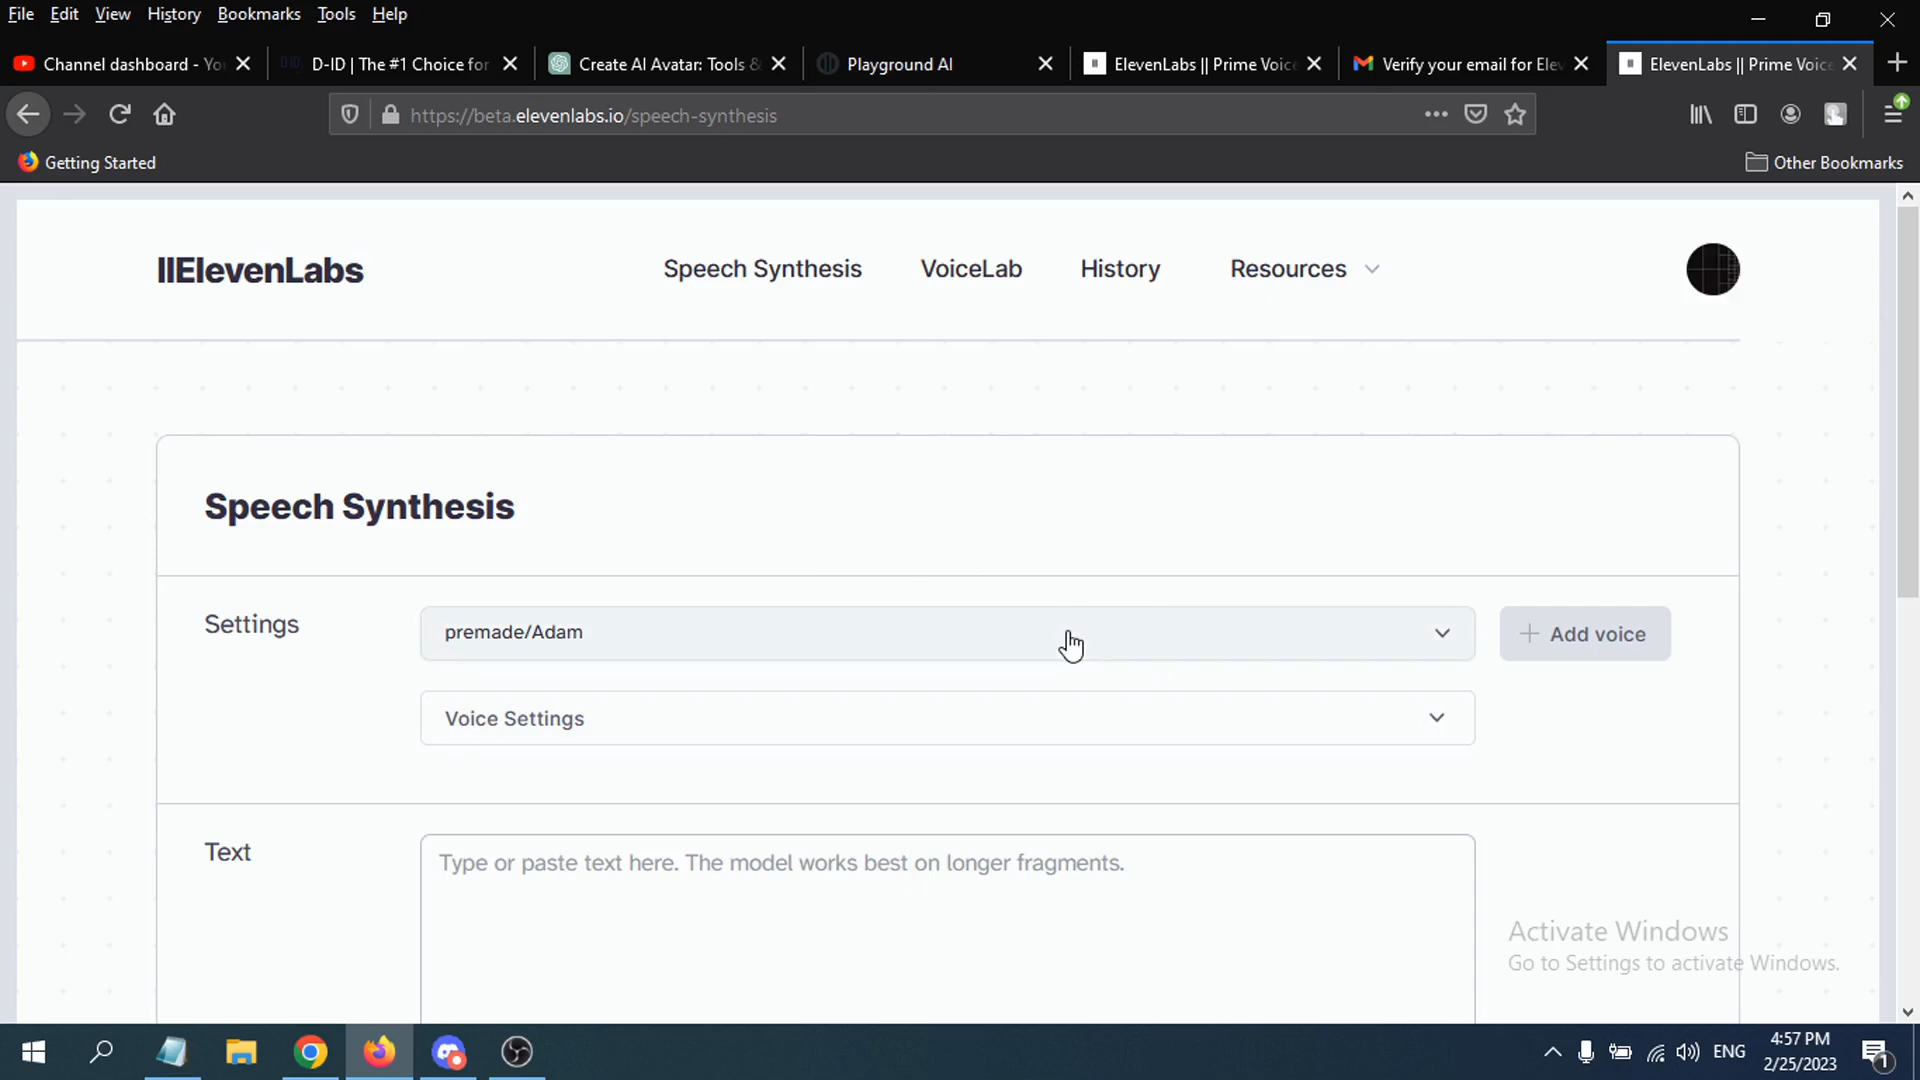 File Edit View History Bookmarks Tools Help
Channel dashboard - Yo
D-ID | The #1 Choice for
Create AI Avatar: Tools &
Playground AI
ElevenLabs || Prime Voice
Verify your email for Elev
ElevenLabs || Prime Voice
https://beta.elevenlabs.io/speech-synthesis
Getting Started
Other Bookmarks
IIElevenLabs
Speech Synthesis VoiceLab History Resources
Speech Synthesis
Settings
premade/Adam
+ Add voice
Voice Settings
Text
Type or paste text here. The model works best on longer fragments.
Activate Windows
Go to Settings to activate Windows.
ENG
4:57 PM
2/25/2023
1